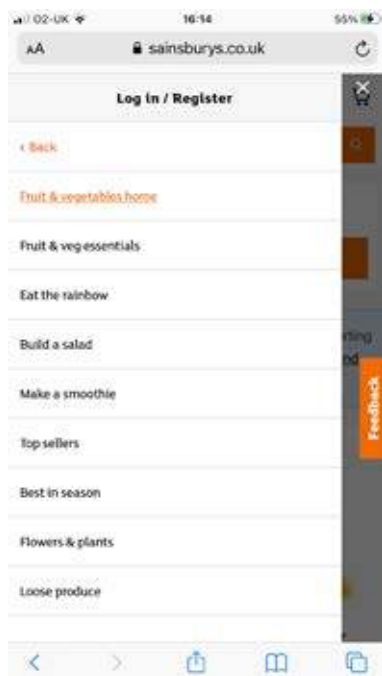 O2-UK
16:14
55%
AA
sainsburys.co.uk
Log in / Register
‹ Back
Fruit & vegetables home
Fruit & veg essentials
Eat the rainbow
Build a salad
Make a smoothie
Top sellers
Best in season
Flowers & plants
Loose produce
Feedback